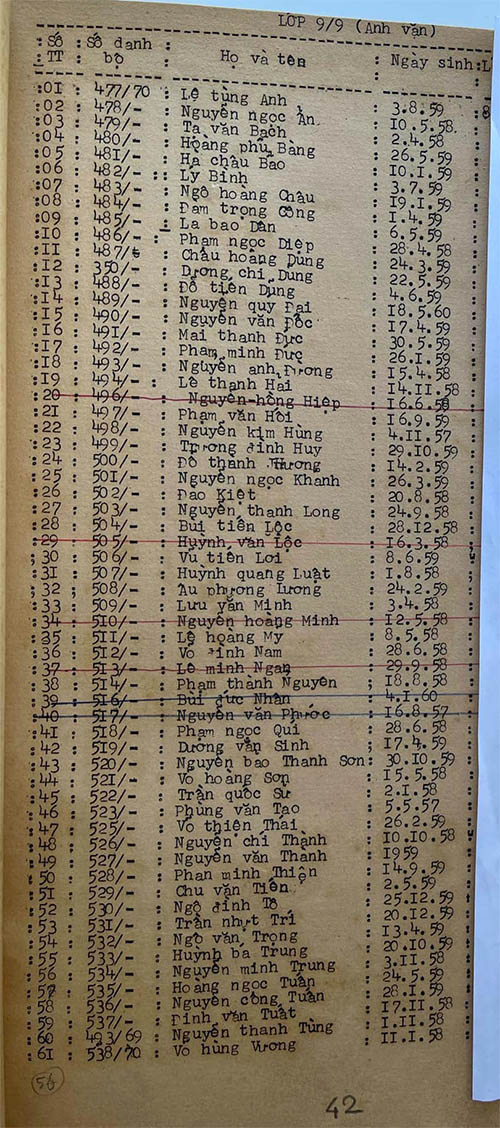 LỚP 9/9 (Anh văn)
:Số : Số danh :
:TT : bộ : Họ và tên : Ngày sinh:L
:01 : 477/70 : Lê tùng Anh : 3.8.59 :8
:02 : 478/- : Nguyễn ngọc Ẩn : 10.5.58
:03 : 479/- : Tạ văn Bạch : 2.4.58
:04 : 480/- : Hoàng phú Bàng : 26.5.59
:05 : 481/- : Hạ châu Bảo : 10.1.59
:06 : 482/- : Lý Bình : 3.7.59
:07 : 483/- : Ngô hoàng Châu : 19.1.59
:08 : 484/- : Đàm trọng Công : 1.4.59
:09 : 485/- : La bao Dân : 6.5.59
:10 : 486/- : Phạm ngọc Diệp : 28.4.58
:11 : 487/- : Châu hoàng Dũng : 24.3.59
:12 : 350/- : Dương chí Dũng : 22.5.59
:13 : 488/- : Đỗ tiến Dũng : 4.6.59
:14 : 489/- : Nguyễn quy Đại : 18.5.60
:15 : 490/- : Nguyễn văn Đốc : 17.4.59
:16 : 491/- : Mai thanh Đức : 30.5.59
:17 : 492/- : Phạm minh Đức : 26.1.59
:18 : 493/- : Nguyễn anh Đương : 15.4.58
:19 : 494/- : Lê thạnh Hải : 14.11.58
:20 : 496/- : Nguyễn hồng Hiệp : 16.6.59
:21 : 497/- : Phạm văn Hồi : 16.9.59
:22 : 498/- : Nguyễn kim Hùng : 4.11.57
:23 : 499/- : Trương đình Huy : 29.10.59
:24 : 500/- : Đỗ thanh Hương : 14.2.59
:25 : 501/- : Nguyễn ngọc Khanh : 26.3.59
:26 : 502/- : Đao Kiệt : 20.8.58
:27 : 503/- : Nguyễn thanh Long : 24.9.58
:28 : 504/- : Bùi tiến Lộc : 28.12.58
:29 : 505/- : Huỳnh văn Lộc : 16.3.58
:30 : 506/- : Vũ tiến Lơi : 8.6.59
:31 : 507/- : Huỳnh quang Luật : 1.8.58
:32 : 508/- : Âu phương Lương : 24.2.59
:33 : 509/- : Lưu văn Minh : 3.4.58
:34 : 510/- : Nguyễn hoàng Minh : 12.5.58
:35 : 511/- : Lê hoàng My : 8.5.58
:36 : 512/- : Vo đình Nam : 28.6.58
:37 : 513/- : Lê minh Ngạn : 29.9.58
:38 : 514/- : Phạm thành Nguyên : 18.8.58
:39 : 516/- : Bùi đức Nhân : 4.1.60
:40 : 517/- : Nguyễn văn Phước : 16.8.57
:41 : 518/- : Phạm ngọc Qui : 28.6.58
:42 : 519/- : Dương văn Sinh : 17.4.59
:43 : 520/- : Nguyễn bao Thanh Sơn: 30.10.59
:44 : 521/- : Vo hoàng Sơn : 15.5.58
:45 : 522/- : Trần quốc Sử : 2.1.58
:46 : 523/- : Phùng văn Tạo : 5.5.57
:47 : 525/- : Vo thiện Thái : 26.2.59
:48 : 526/- : Nguyễn chí Thành : 10.10.58
:49 : 527/- : Nguyễn văn Thanh : 1959
:50 : 528/- : Phan minh Thiện : 14.9.59
:51 : 529/- : Chu văn Tiến : 2.5.59
:52 : 530/- : Ngô đình Tô : 25.12.59
:53 : 531/- : Trần nhựt Trí : 20.12.59
:54 : 532/- : Ngô văn Trọng : 13.4.59
:55 : 533/- : Huỳnh ba Trung : 20.10.59
:56 : 534/- : Nguyễn minh Trung : 3.11.58
:57 : 535/- : Hoàng ngọc Tuấn : 24.5.59
:58 : 536/- : Nguyễn công Tuấn : 28.1.59
:59 : 537/- : Đinh văn Tuất : 17.11.58
:60 : 493/69 : Nguyễn thanh Tùng : 1.11.58
:61 : 538/70 : Vo hùng Vương : 11.1.58
56
42